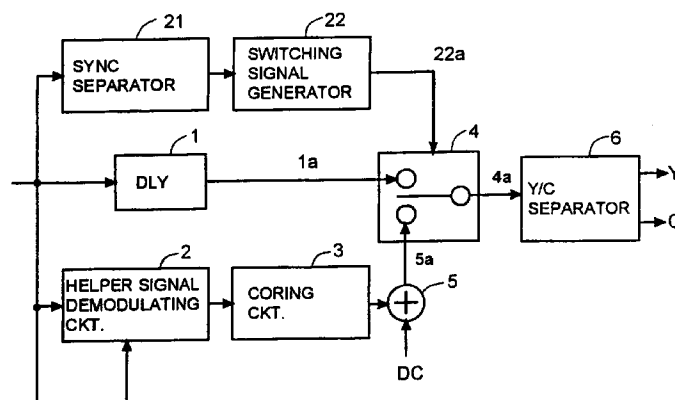 21
SYNC
SEPARATOR
22
SWITCHING
SIGNAL
GENERATOR
22a
1
DLY
1a
4
4a
6
Y/C
SEPARATOR
Y
2
HELPER SIGNAL
DEMODULATING
CKT.
3
CORING
CKT.
5a
5
DC